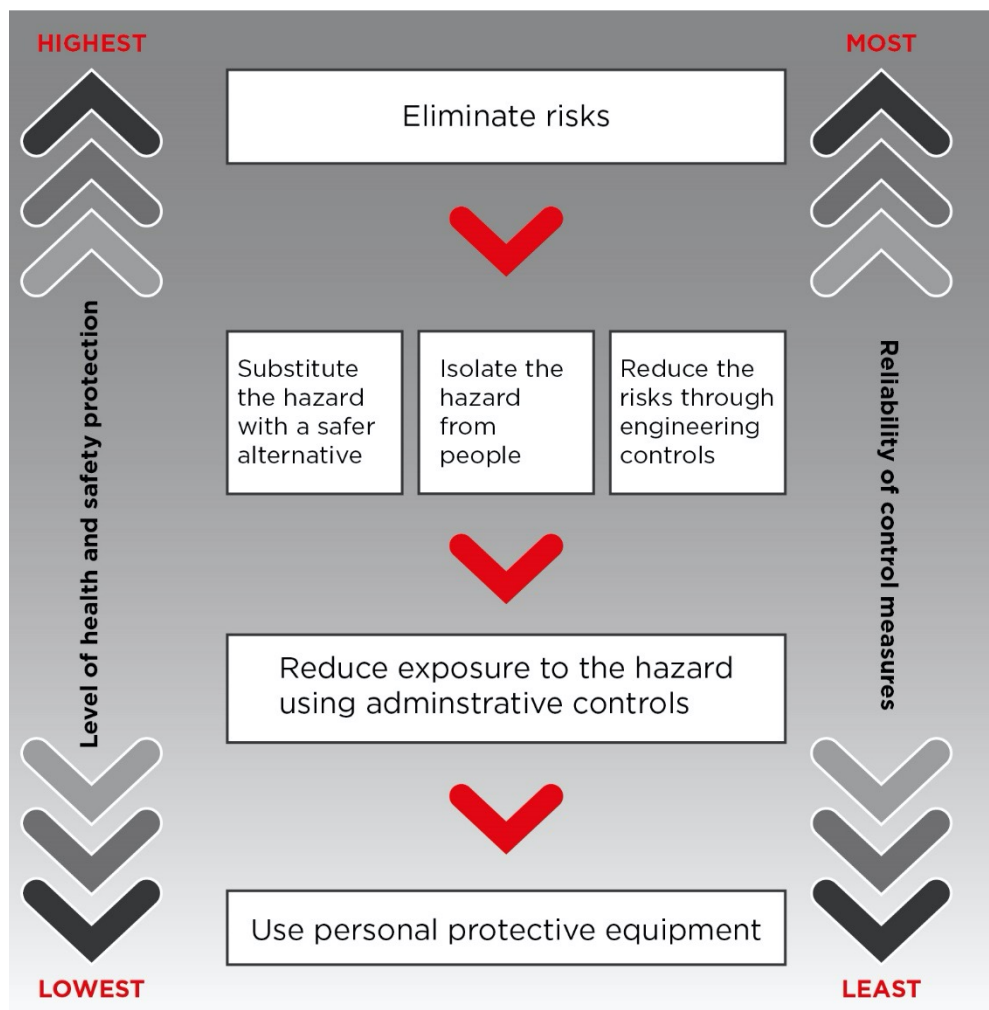 HIGHEST
MOST
Eliminate risks
Substitute
the hazard
with a safer
alternative
Isolate the
hazard
from
people
Reduce the
risks through
engineering
controls
Level of health and safety protection
Reliability of control measures
Reduce exposure to the hazard
using adminstrative controls
Use personal protective equipment
LOWEST
LEAST